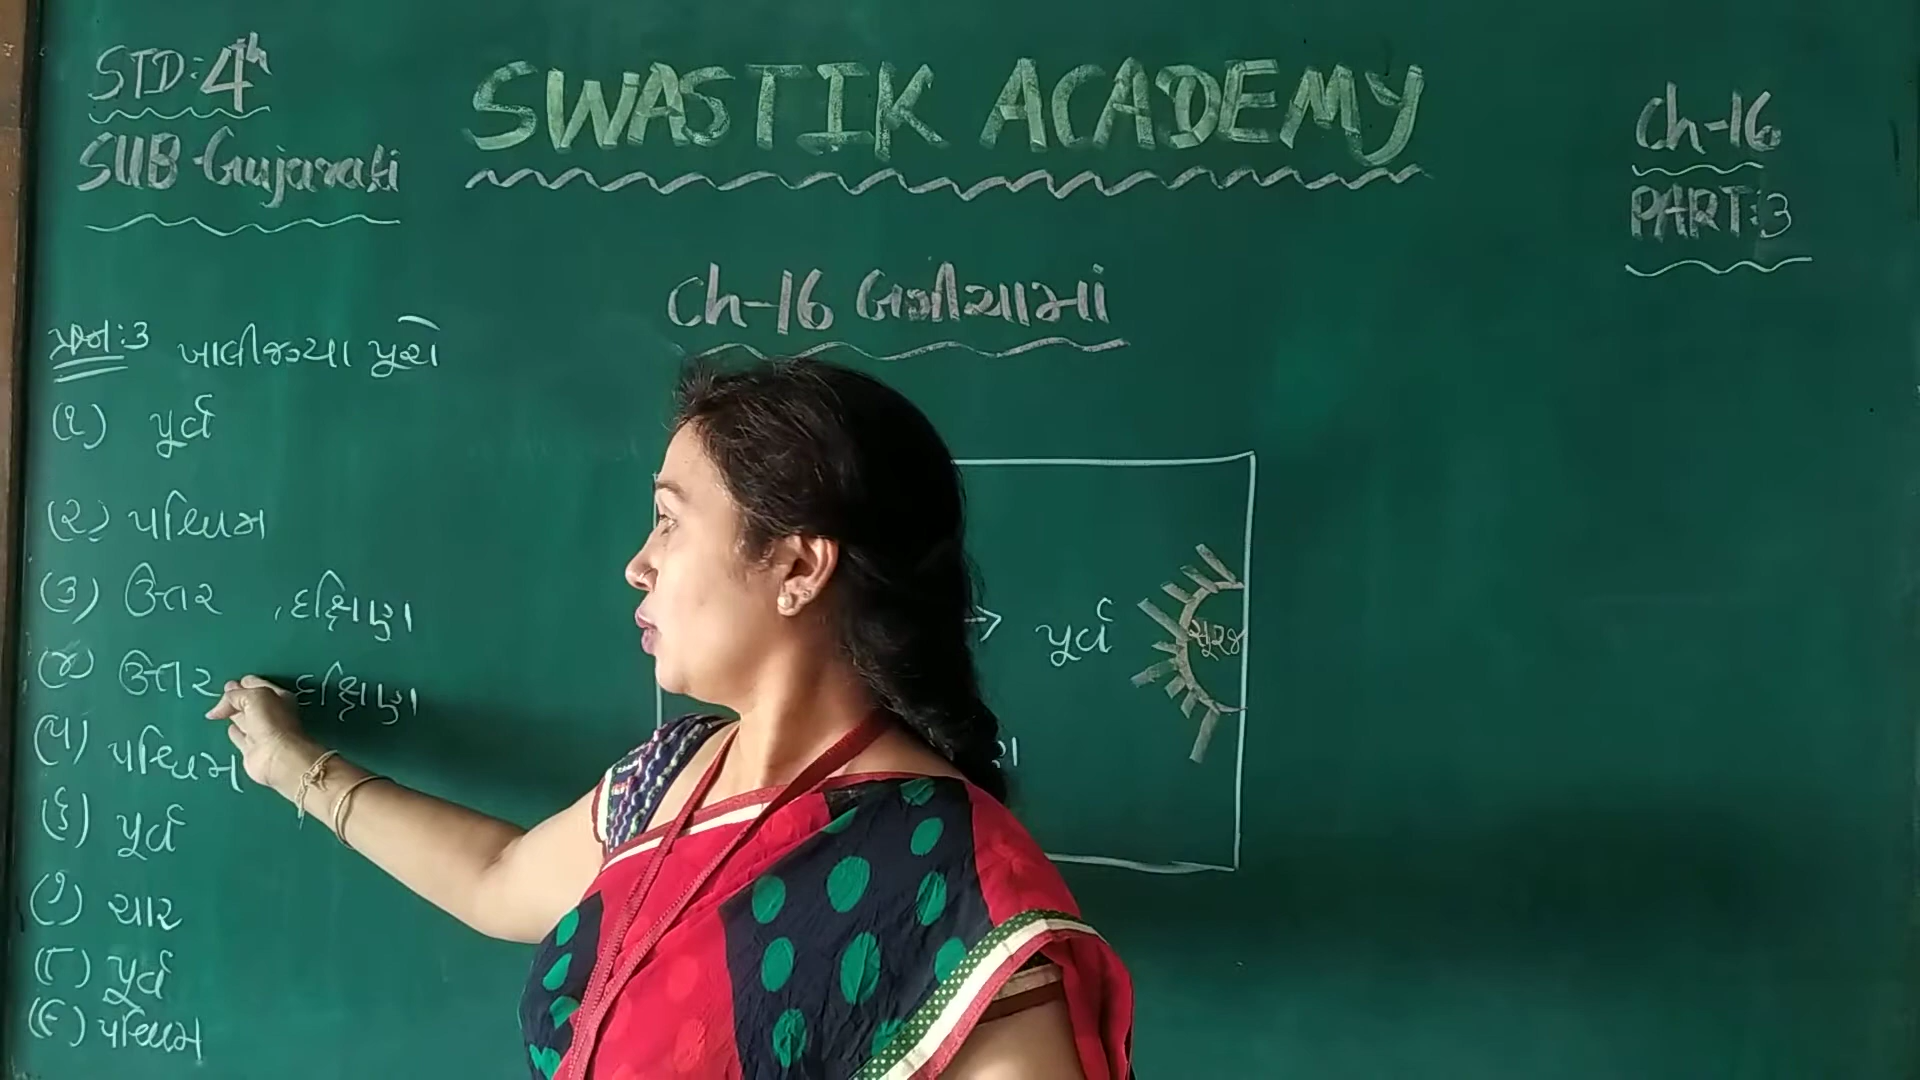 STD:4th
SUB-Gujarati
SWASTIK ACADEMY
Ch-16
PART:3
Ch-16 બગીચામાં
પ્રશ્ન:૩ ખાલીજગ્યા પૂરો
(૧) પૂર્વ
(૨) પશ્ચિમ
(૩) ઉત્તર , દક્ષિણ
(૪) ઉત્તર દક્ષિણ
(૫) પશ્ચિમ
(૬) પૂર્વ
(૭) ચાર
(૮) પૂર્વ
(૯) પશ્ચિમ
→ પૂર્વ
સૂરજ